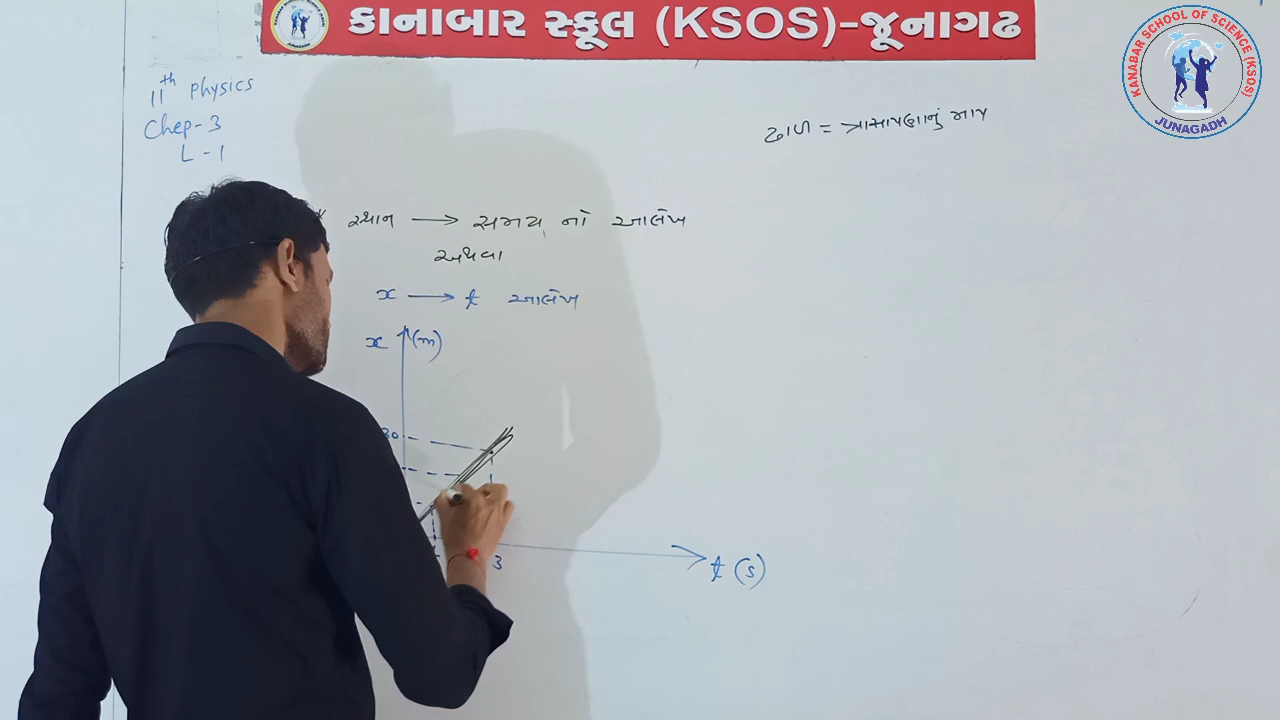 કાનાબાર સ્કૂલ (KSOS)-જૂનાગઢ
KANABAR SCHOOL OF SCIENCE (KSOS)
JUNAGADH
JUNAGADH
11th Physics
Chep-3
L-1
ઢાળ = ત્રાસાપણાનું માપ
* સ્થાન → સમય નો આલેખ
અથવા
x → t આલેખ
x (m)
30
3
t (s)